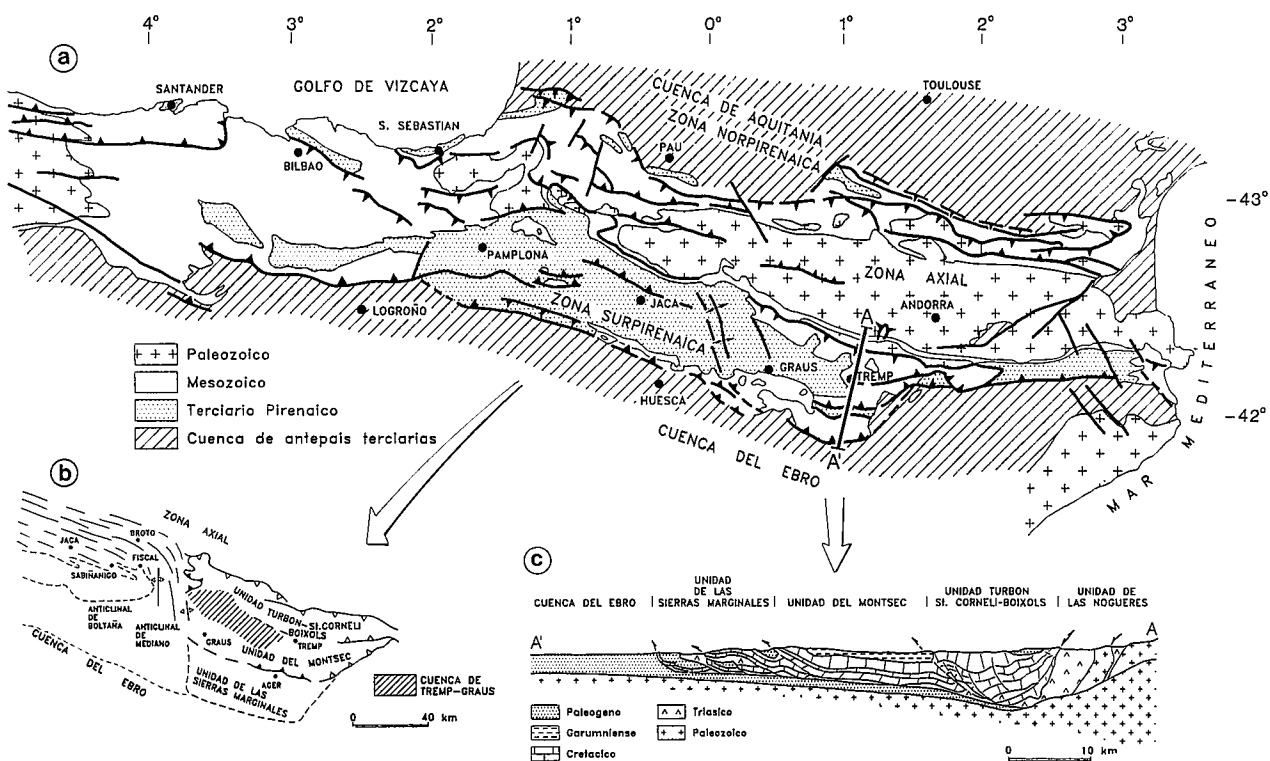 4° 3° 2° 1° 0° 1° 2° 3°
a
SANTANDER
GOLFO DE VIZCAYA
TOULOUSE
CUENCA DE AQUITANIA
ZONA NORPIRENAICA
S. SEBASTIAN
PAU
BILBAO
-43°
PAMPLONA
ZONA AXIAL
ANDORRA
JACA
ZONA SURPIRENAICA
LOGROÑO
A
GRAUS
TREMP
HUESCA
-42°
A'
CUENCA DEL EBRO
MAR MEDITERRANEO
Paleozoico
Mesozoico
Terciario Pirenaico
Cuenca de antepaís terciarias
b
ZONA AXIAL
BROTO
JACA
FISCAL
SABIÑANIGO
ANTICLINAL
DE
BOLTAÑA
ANTICLINAL
DE
MEDIANO
UNIDAD TURBON-St.CORNELI-
BOIXOLS
GRAUS
TREMP
UNIDAD DEL MONTSEC
AGER
UNIDAD DE LAS
SIERRAS MARGINALES
CUENCA DEL EBRO
CUENCA DE
TREMP-GRAUS
0 40 km
c
CUENCA DEL EBRO
UNIDAD
DE LAS
SIERRAS MARGINALES
UNIDAD DEL MONTSEC
UNIDAD TURBON
St. CORNELI-BOIXOLS
UNIDAD DE
LAS NOGUERES
A' A
Paleogeno
Garumniense
Cretacico
Triasico
Paleozoico
0 10 km